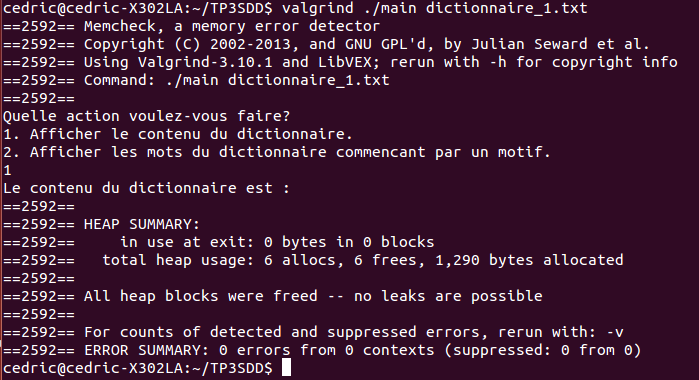 cedric@cedric-X302LA:~/TP3SDD$ valgrind ./main dictionnaire_1.txt
==2592== Memcheck, a memory error detector
==2592== Copyright (C) 2002-2013, and GNU GPL'd, by Julian Seward et al.
==2592== Using Valgrind-3.10.1 and LibVEX; rerun with -h for copyright info
==2592== Command: ./main dictionnaire_1.txt
==2592==
Quelle action voulez-vous faire?
1. Afficher le contenu du dictionnaire.
2. Afficher les mots du dictionnaire commencant par un motif.
1
Le contenu du dictionnaire est :
==2592==
==2592== HEAP SUMMARY:
==2592==     in use at exit: 0 bytes in 0 blocks
==2592==   total heap usage: 6 allocs, 6 frees, 1,290 bytes allocated
==2592==
==2592== All heap blocks were freed -- no leaks are possible
==2592==
==2592== For counts of detected and suppressed errors, rerun with: -v
==2592== ERROR SUMMARY: 0 errors from 0 contexts (suppressed: 0 from 0)
cedric@cedric-X302LA:~/TP3SDD$